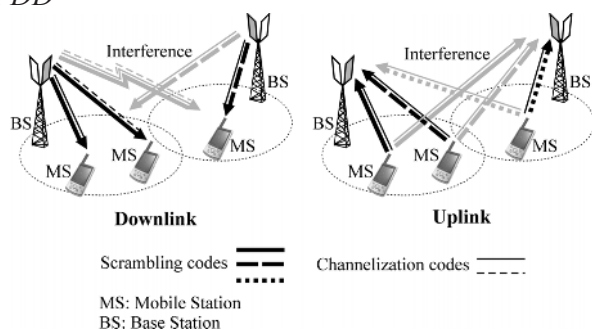 Interference
BS
BS
MS
MS
MS
Downlink
Interference
BS
BS
MS
MS
MS
Uplink
Scrambling codes
Channelization codes
MS: Mobile Station
BS: Base Station